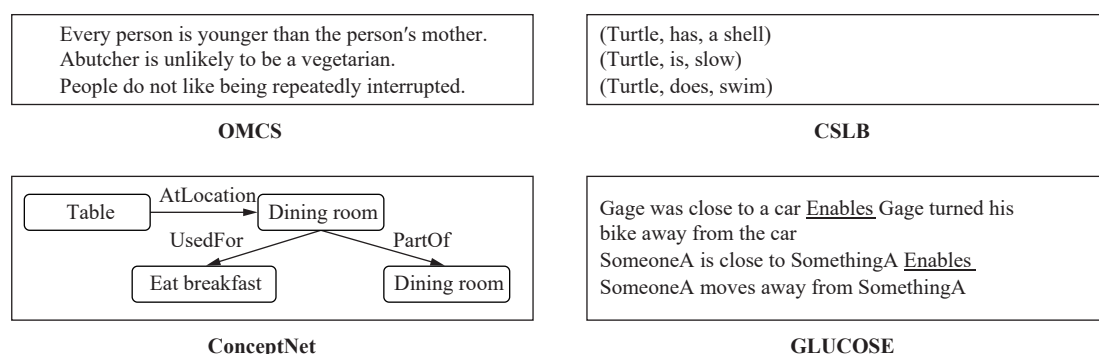 Every person is younger than the person's mother.
Abutcher is unlikely to be a vegetarian.
People do not like being repeatedly interrupted.
OMCS
(Turtle, has, a shell)
(Turtle, is, slow)
(Turtle, does, swim)
CSLB
Table
AtLocation
Dining room
UsedFor
PartOf
Eat breakfast
Dining room
ConceptNet
Gage was close to a car Enables Gage turned his
bike away from the car
SomeoneA is close to SomethingA Enables
SomeoneA moves away from SomethingA
GLUCOSE